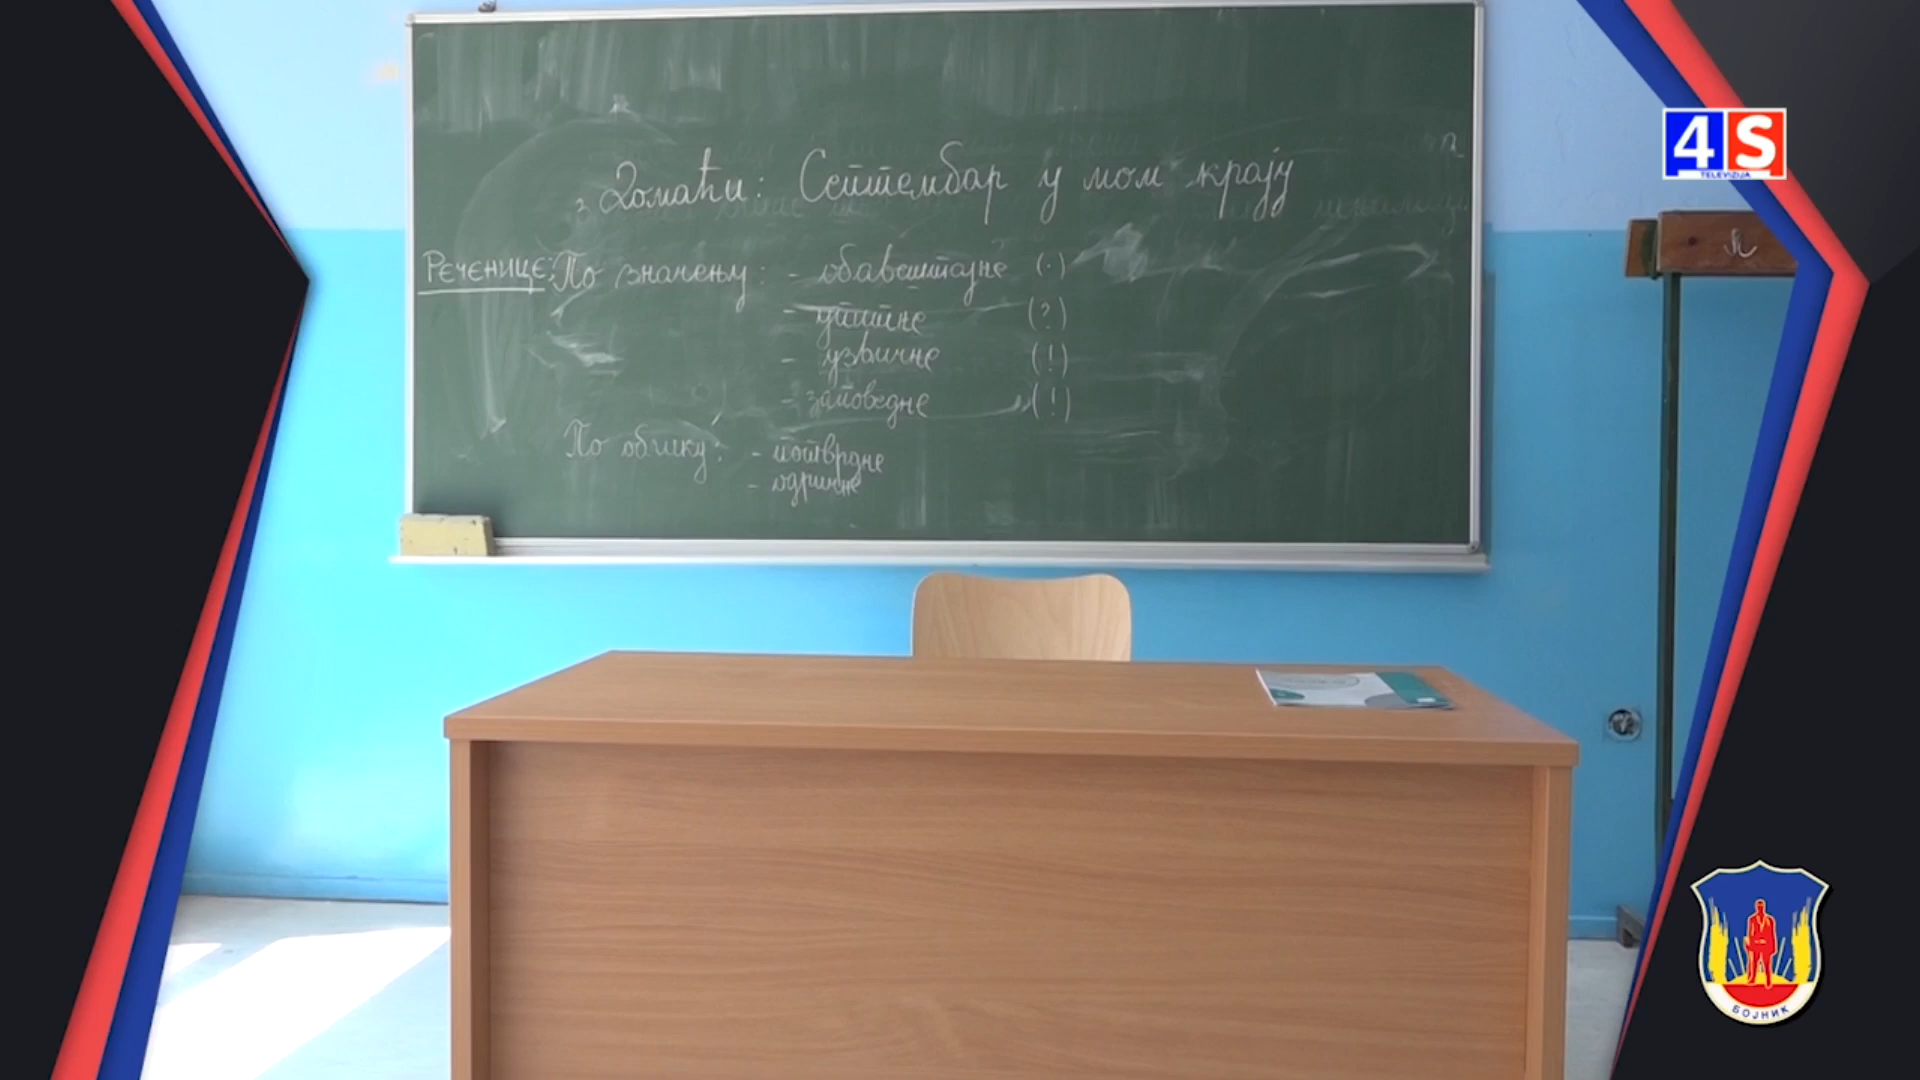 Домаћи: Септембар у мом крају
Реченице: По значењу: - обавештајне (.)
- упитне (?)
- узвичне (!)
- заповедне (!)
По облику: - потврдне
- одричне
4S
TELEVIZIJA
БОЈНИК